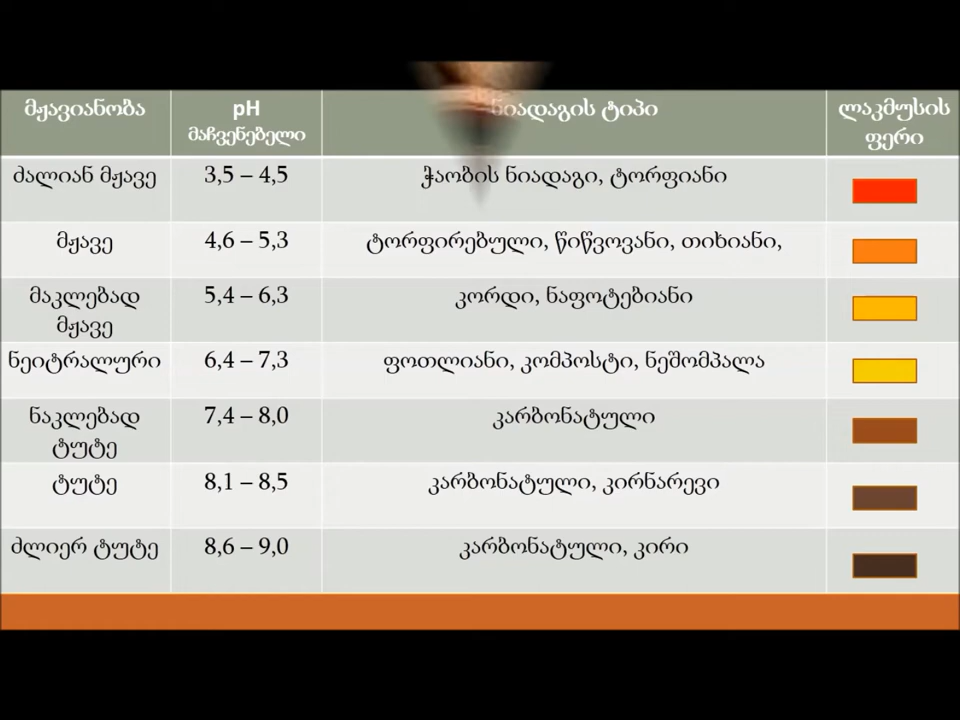 მჟავიანობა pH ნიადაგის ტიპი ლაკმუსის
მაჩვენებელი ფერი
ძალიან მჟავე 3,5 – 4,5 ჭაობის ნიადაგი, ტორფიანი
მჟავე 4,6 – 5,3 ტორფირებული, წიწვოვანი, თიხიანი,
მაკლებად 5,4 – 6,3 კორდი, ნაფოტებიანი
მჟავე
ნეიტრალური 6,4 – 7,3 ფოთლიანი, კომპოსტი, ნეშომპალა
ნაკლებად 7,4 – 8,0 კარბონატული
ტუტე
ტუტე 8,1 – 8,5 კარბონატული, კირნარევი
ძლიერ ტუტე 8,6 – 9,0 კარბონატული, კირი